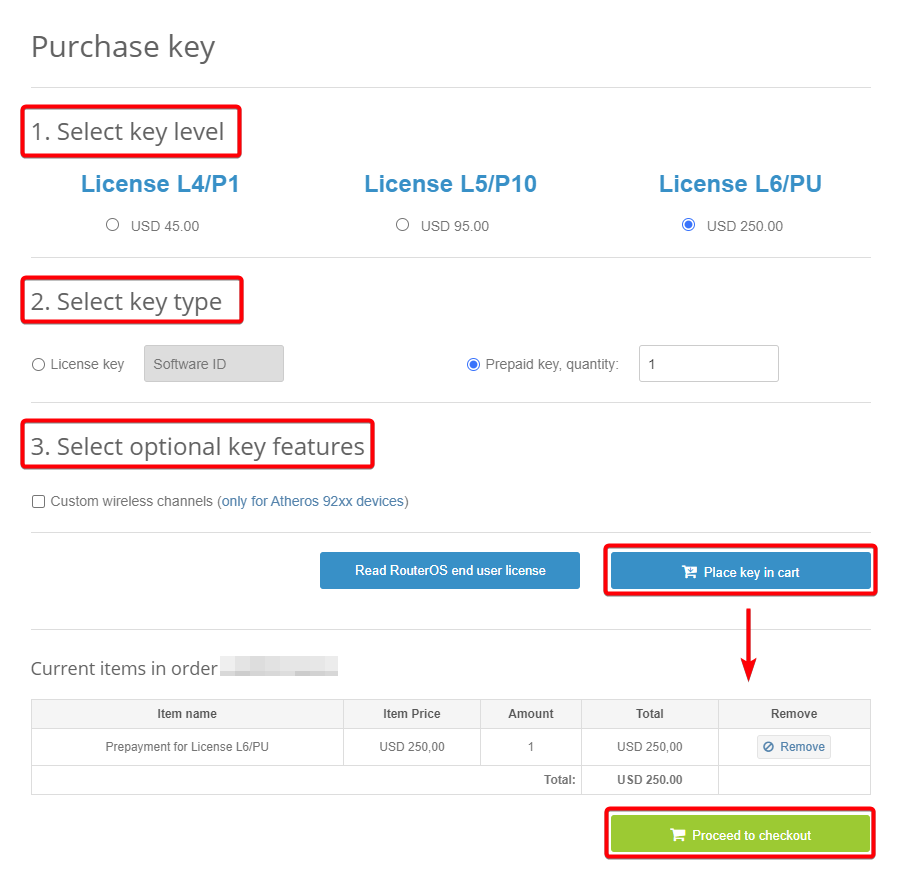 Purchase key
1. Select key level
License L4/P1 License L5/P10 License L6/PU
USD 45.00 USD 95.00 USD 250.00
2. Select key type
License key Software ID Prepaid key, quantity: 1
3. Select optional key features
Custom wireless channels (only for Atheros 92xx devices)
Read RouterOS end user license Place key in cart
Current items in order
Item name Item Price Amount Total Remove
Prepayment for License L6/PU USD 250,00 1 USD 250,00 Remove
Total: USD 250.00
Proceed to checkout